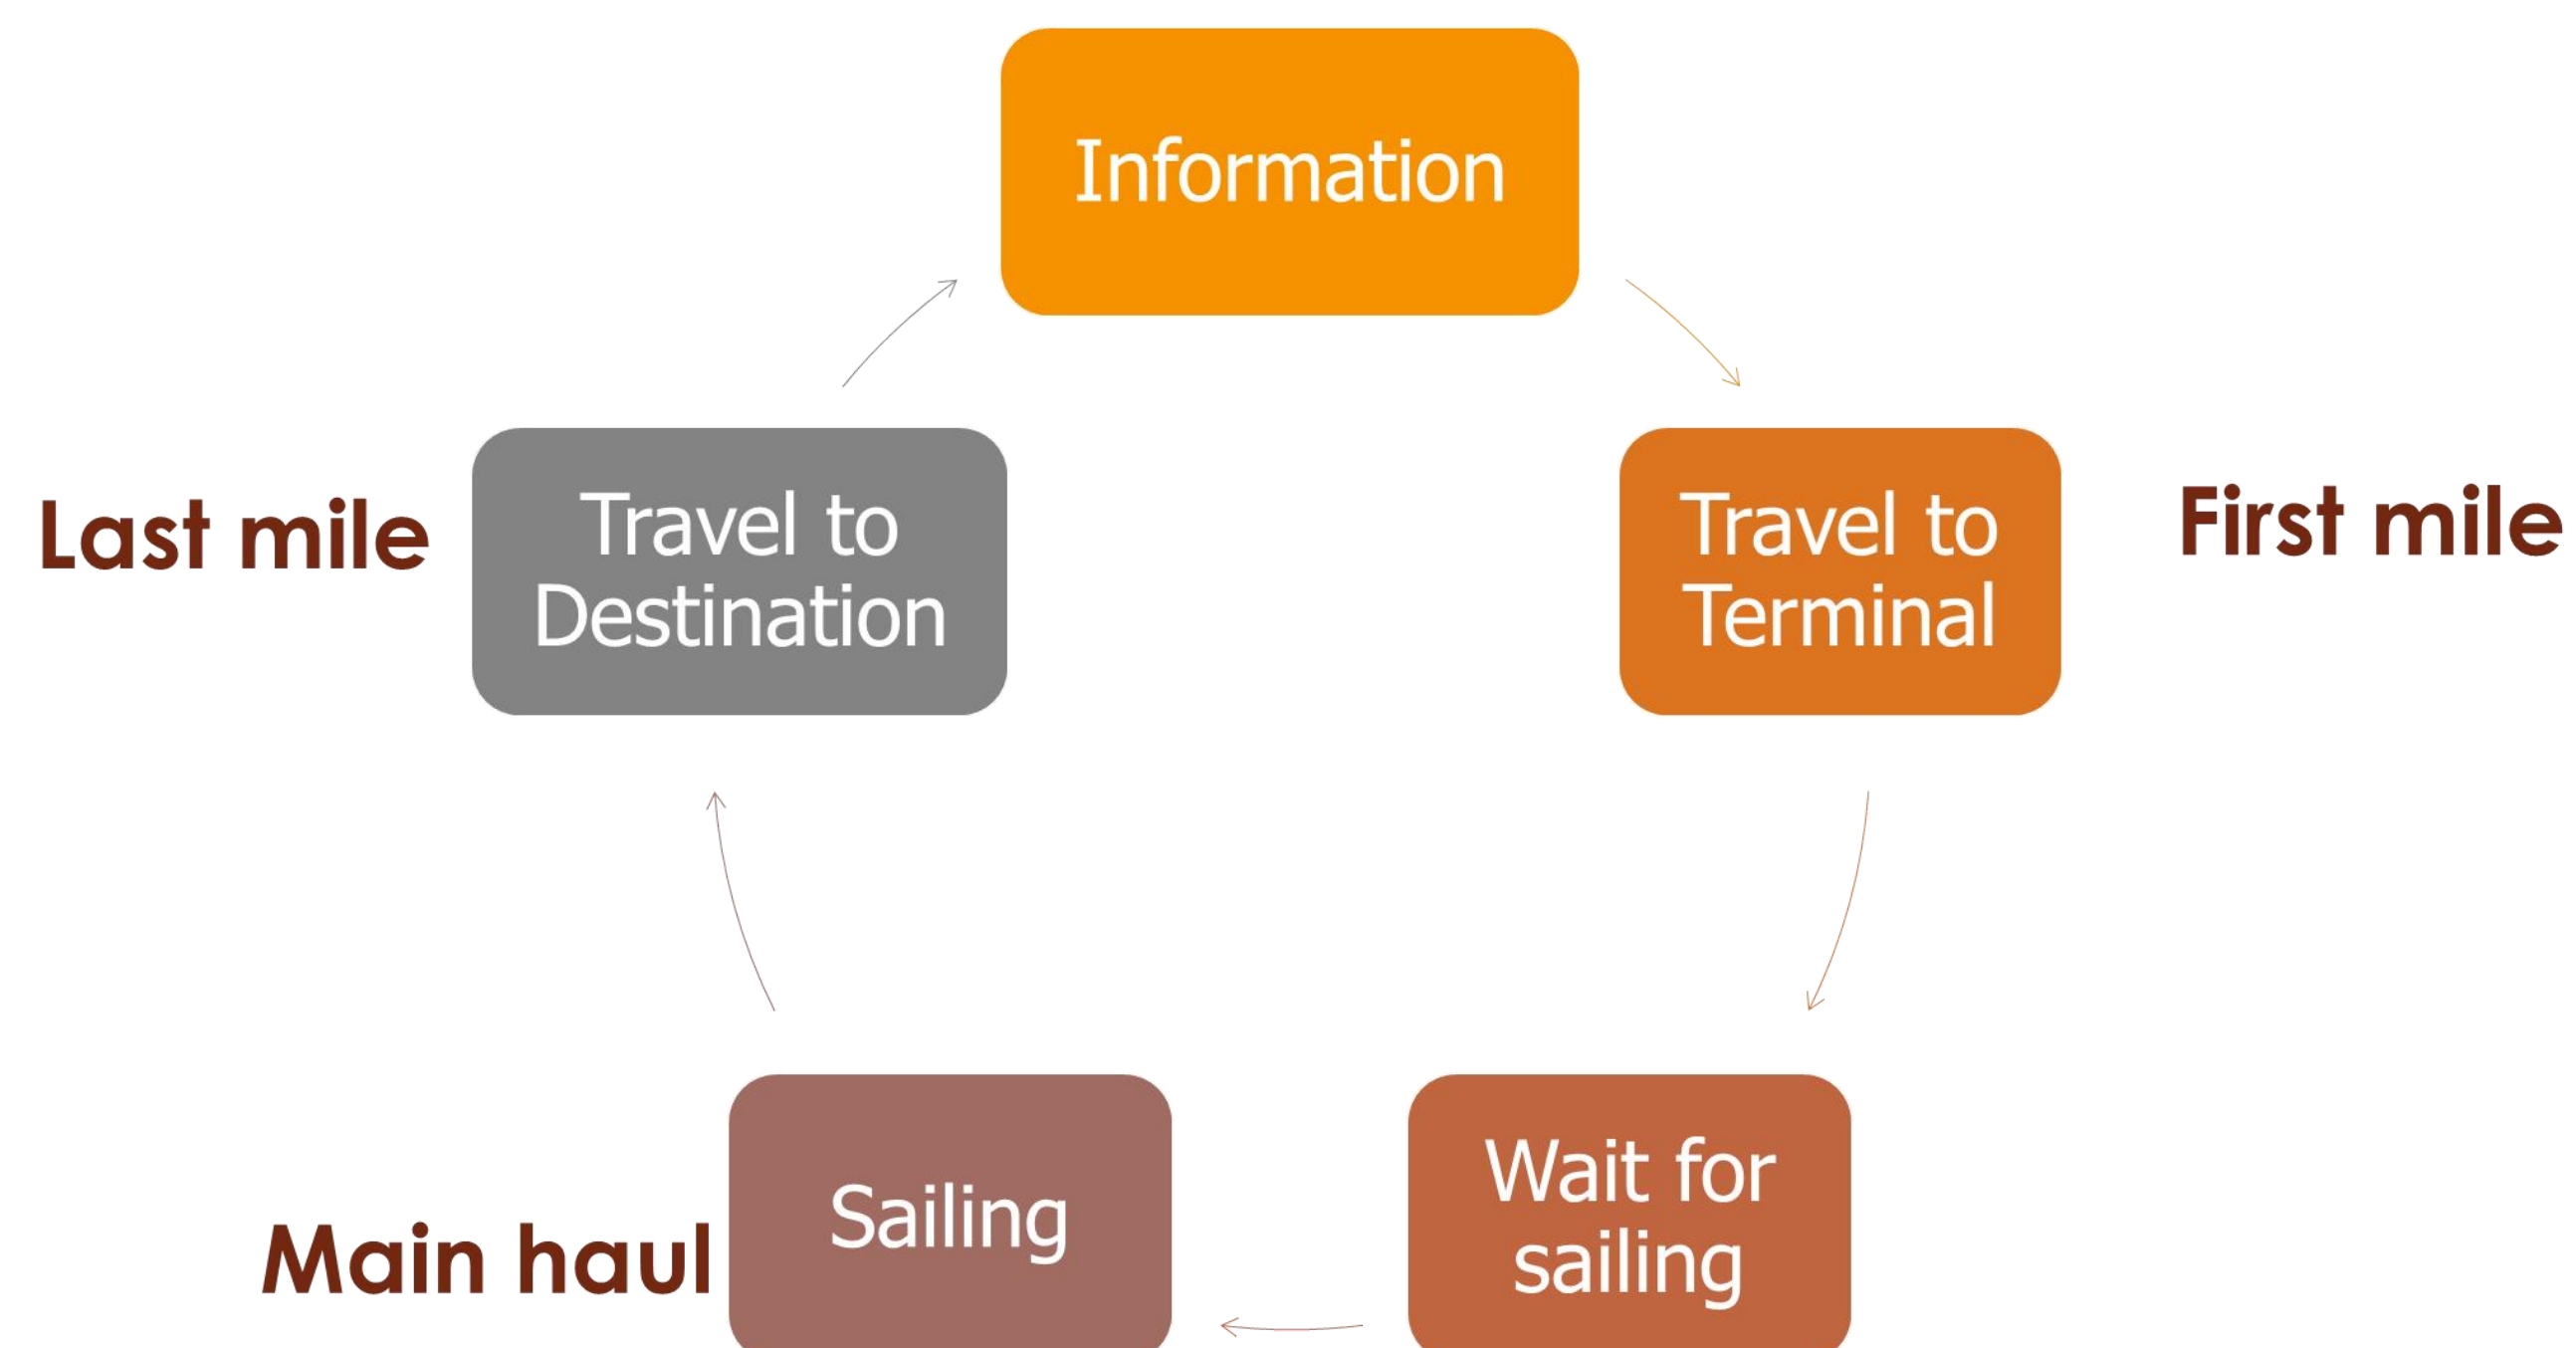 Information
Last mile
Travel to
Destination
Travel to
Terminal
First mile
Main haul
Sailing
Wait for
sailing